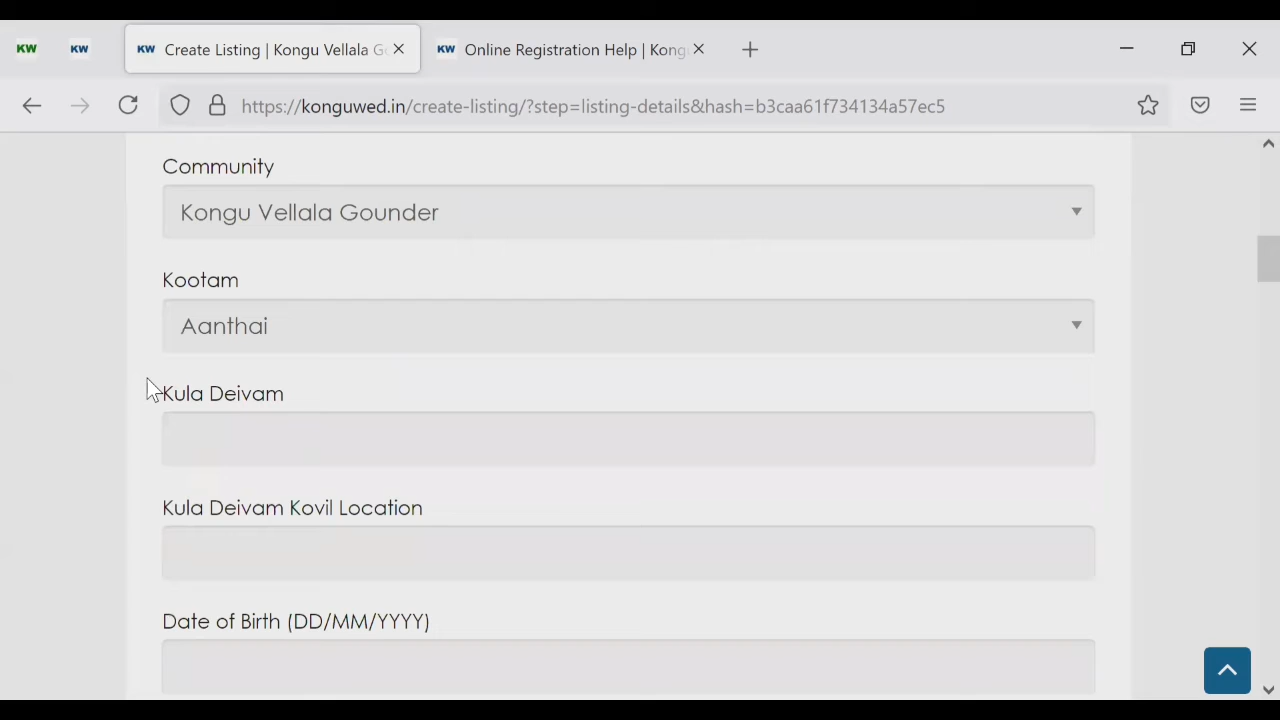 KW
KW
KW Create Listing | Kongu Vellala Go
KW Online Registration Help | Kong
https://konguwed.in/create-listing/?step=listing-details&hash=b3caa61f734134a57ec5
Community
Kongu Vellala Gounder
Kootam
Aanthai
Kula Deivam
Kula Deivam Kovil Location
Date of Birth (DD/MM/YYYY)